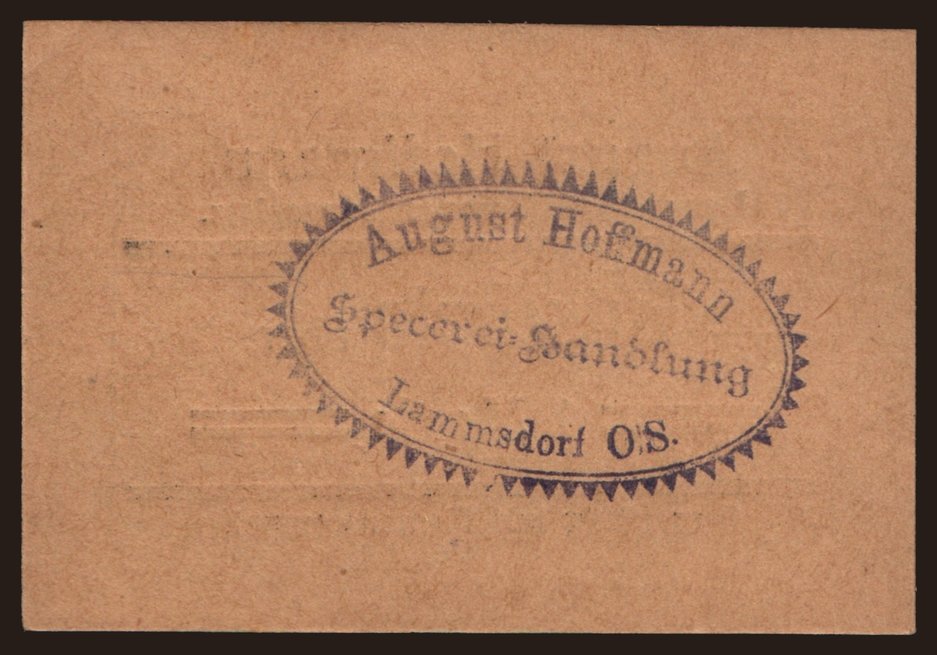 August Hoffmann
Specerei-Handlung
Lammsdorf O/S.